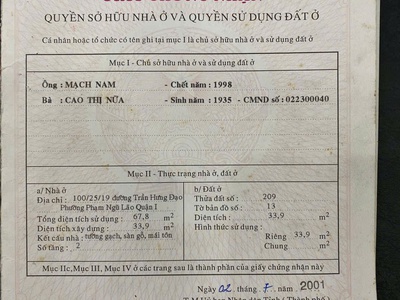 QUYỀN SỞ HỮU NHÀ Ở VÀ QUYỀN SỬ DỤNG ĐẤT Ở
Cá nhân hoặc tổ chức có tên ghi tại mục I là chủ sở hữu nhà ở và sử dụng đất ở
Mục I - Chủ sở hữu nhà ở và sử dụng đất ở
Ông : MẠCH NAM - Chết năm : 1998
Bà : CAO THỊ NỮA - Sinh năm : 1935 - CMND số : 022300040
Mục II - Thực trạng nhà ở, đất ở
a/ Nhà ở
Địa chỉ : 100/25/19 đường Trần Hưng Đạo
Phường Phạm Ngũ Lão Quận I
Tổng diện tích sử dụng : 67,8 m2
Diện tích xây dựng : 33,9 m2
Kết cấu nhà : tường gạch, sàn gỗ, mái tôn
Số tầng : 2
b/ Đất ở
Thửa đất số : 209
Tờ bản đồ số : 13
Diện tích : 33,9 m2
Hình thức sử dụng :
Riêng 33,9 m2
Chung m2
Mục IIc, Mục III, Mục IV ở các trang sau là thành phần của giấy chứng nhận này
Ngày 02 tháng 7 năm 2001